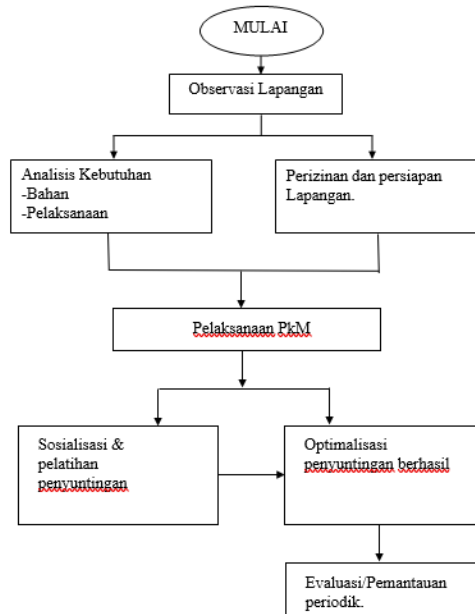 MULAI
Observasi Lapangan
Analisis Kebutuhan
-Bahan
-Pelaksanaan
Perizinan dan persiapan
Lapangan.
Pelaksanaan PkM
Sosialisasi &
pelatihan
penyuntingan
Optimalisasi
penyuntingan berhasil
Evaluasi/Pemantauan
periodik.